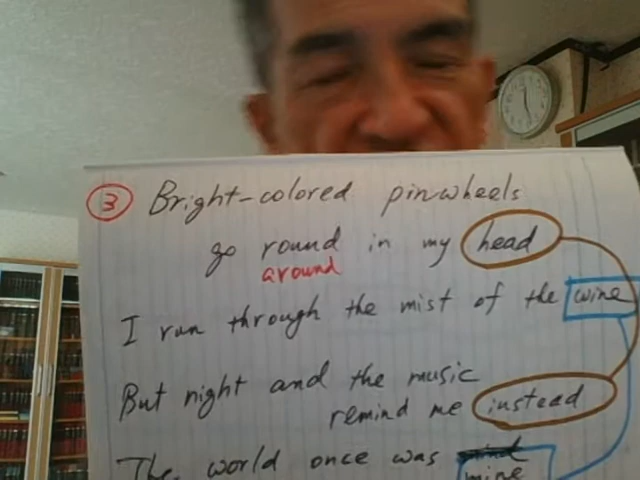 3 Bright-colored pinwheels
go round in my head
around
I run through the mist of the wine
But night and the music
remind me instead
The world once was mine